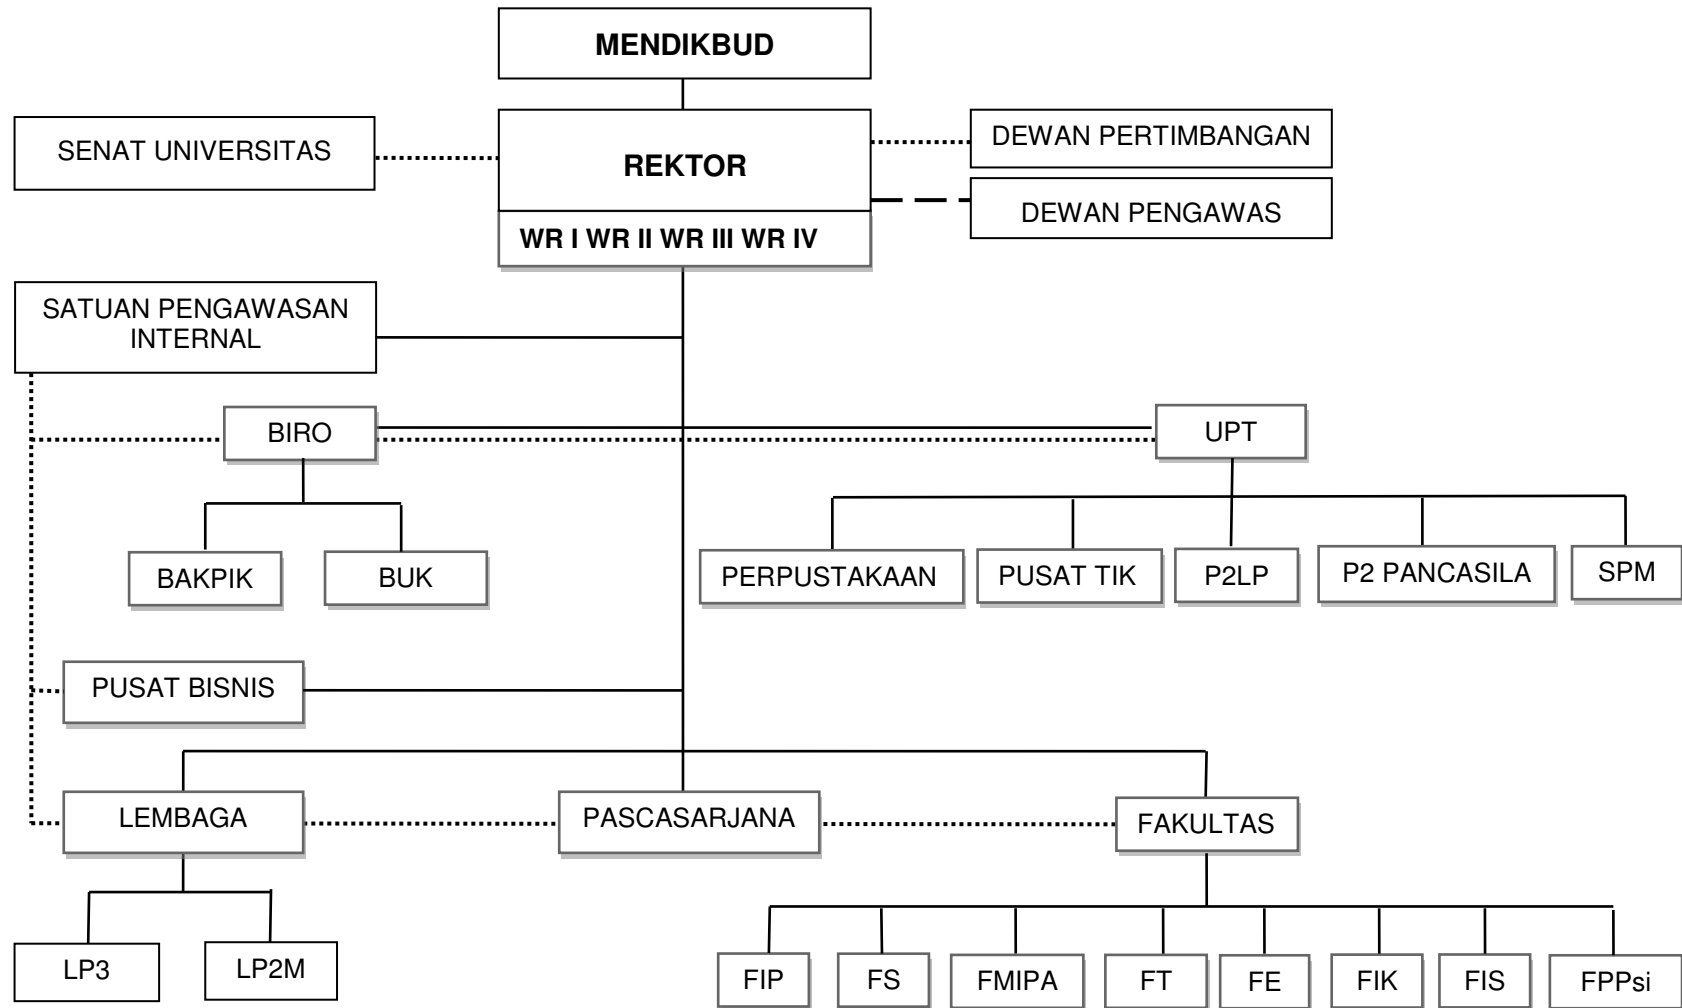 MENDIKBUD
SENAT UNIVERSITAS
REKTOR
DEWAN PERTIMBANGAN
DEWAN PENGAWAS
WR I WR II WR III WR IV
SATUAN PENGAWASAN
INTERNAL
BIRO
UPT
BAKPIK
BUK
PERPUSTAKAAN
PUSAT TIK
P2LP
P2 PANCASILA
SPM
PUSAT BISNIS
LEMBAGA
PASCASARJANA
FAKULTAS
LP3
LP2M
FIP
FS
FMIPA
FT
FE
FIK
FIS
FPPsi